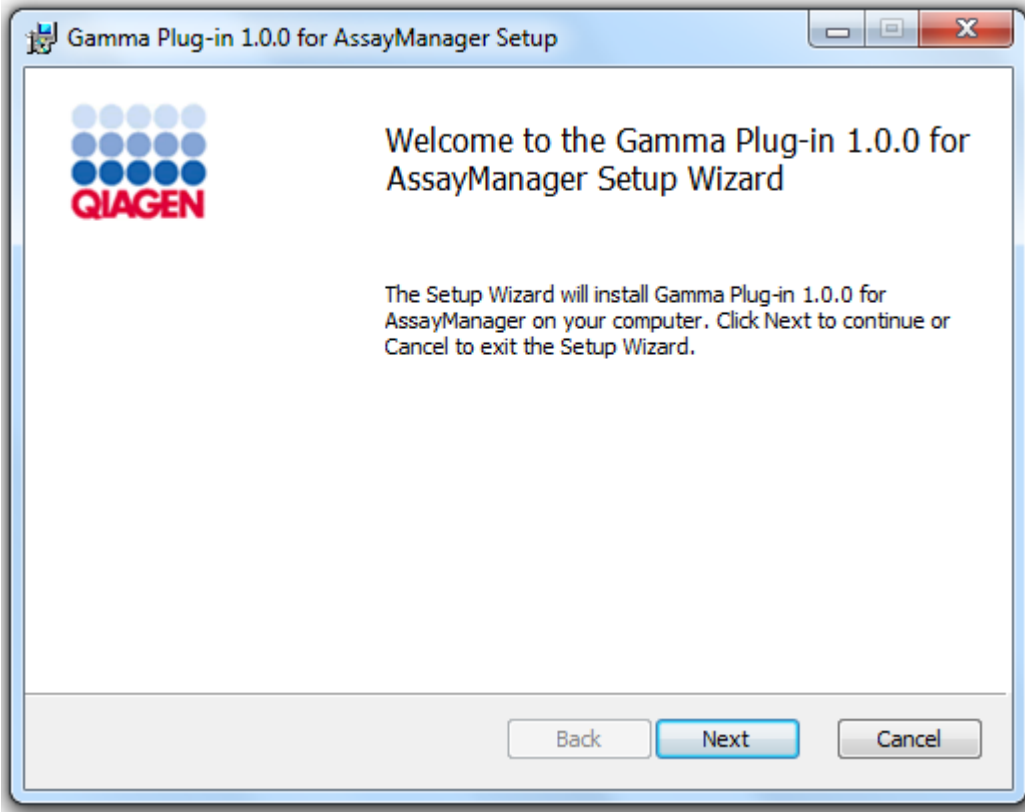 Gamma Plug-in 1.0.0 for AssayManager Setup
QIAGEN
Welcome to the Gamma Plug-in 1.0.0 for
AssayManager Setup Wizard
The Setup Wizard will install Gamma Plug-in 1.0.0 for
AssayManager on your computer. Click Next to continue or
Cancel to exit the Setup Wizard.
Back Next Cancel